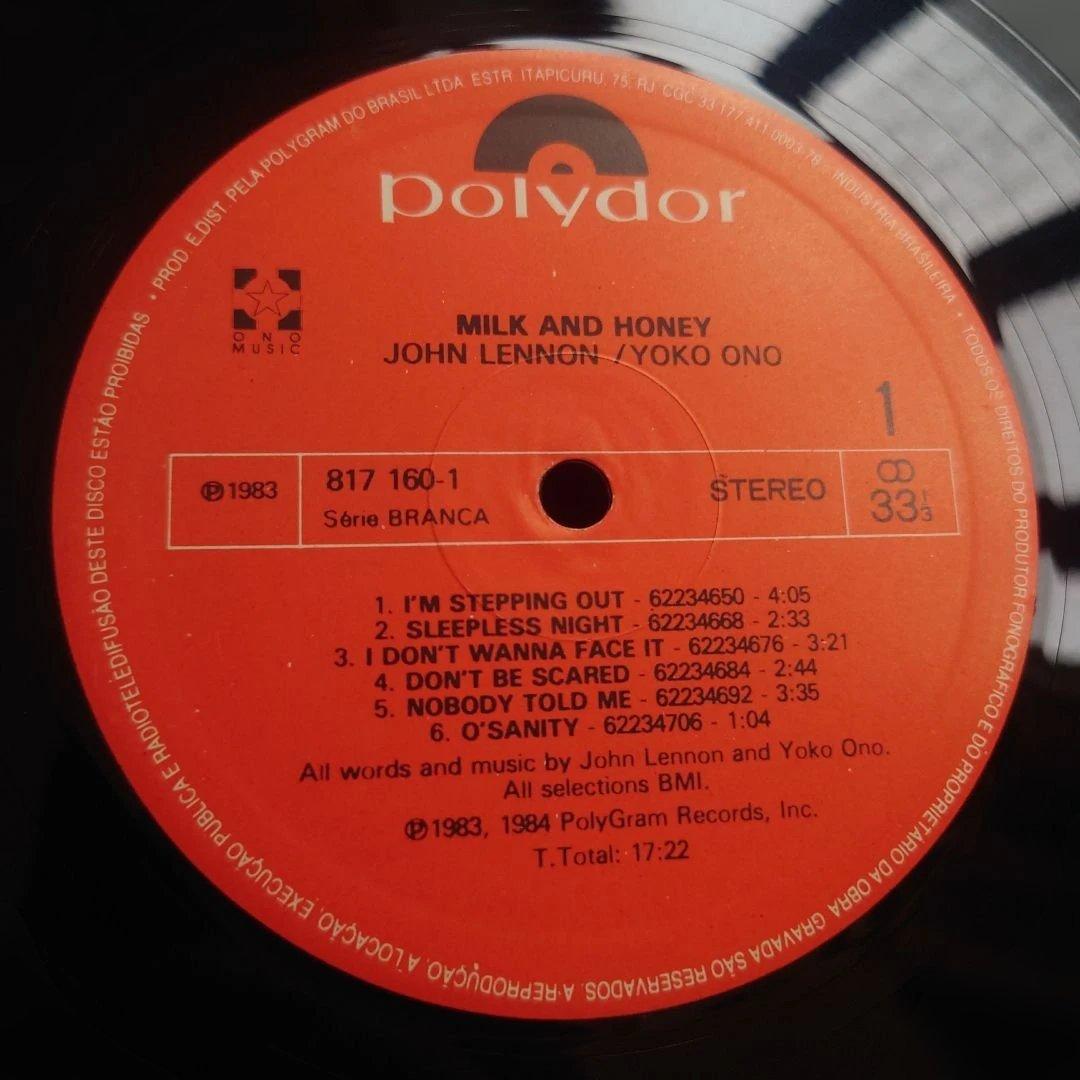 PROD. E.DIST. PELA POLYGRAM DO BRASIL LTDA ESTR. ITAPICURU, 75, RJ CGC 33 177 411 0003-78 - INDUSTRIA BRASILEIRA • TODOS OS DIREITOS DO PRODUTOR FONOGRAFICO E DO PROPRIETARIO DA OBRA GRAVADA SÃO RESERVADOS. A REPRODUÇÃO, A LOCAÇÃO, EXECUÇÃO PUBLICA E RADIOTELEDIFUSÃO DESTE DISCO ESTÃO PROIBIDAS •
polydor
ONO
MUSIC
MILK AND HONEY
JOHN LENNON /YOKO ONO
1
℗1983
817 160-1
Série BRANCA
STEREO
33⅓
1. I'M STEPPING OUT - 62234650 - 4:05
2. SLEEPLESS NIGHT - 62234668 - 2:33
3. I DON'T WANNA FACE IT - 62234676 - 3:21
4. DON'T BE SCARED - 62234684 - 2:44
5. NOBODY TOLD ME - 62234692 - 3:35
6. O'SANITY - 62234706 - 1:04
All words and music by John Lennon and Yoko Ono.
All selections BMI.
℗1983, 1984 PolyGram Records, Inc.
T.Total: 17:22